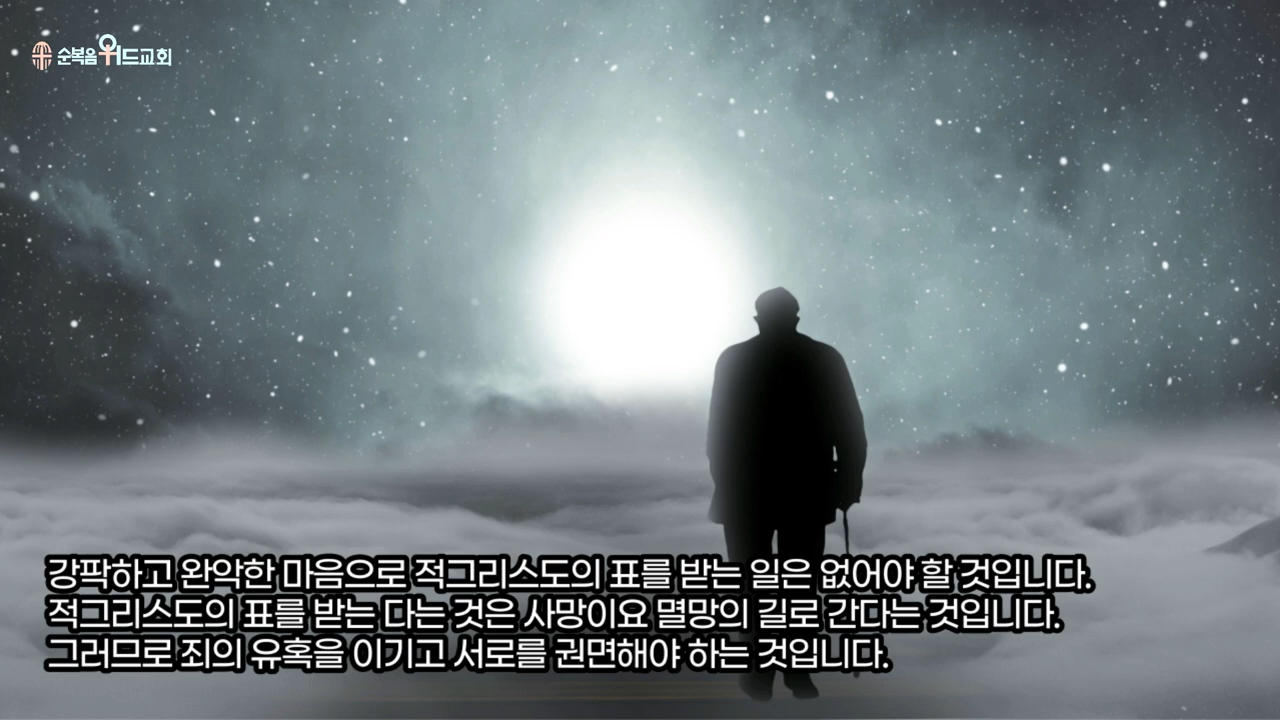 순복음워드교회
강팍하고 완악한 마음으로 적그리스도의 표를 받는 일은 없어야 할 것입니다.
적그리스도의 표를 받는 다는 것은 사망이요 멸망의 길로 간다는 것입니다.
그러므로 죄의 유혹을 이기고 서로를 권면해야 하는 것입니다.